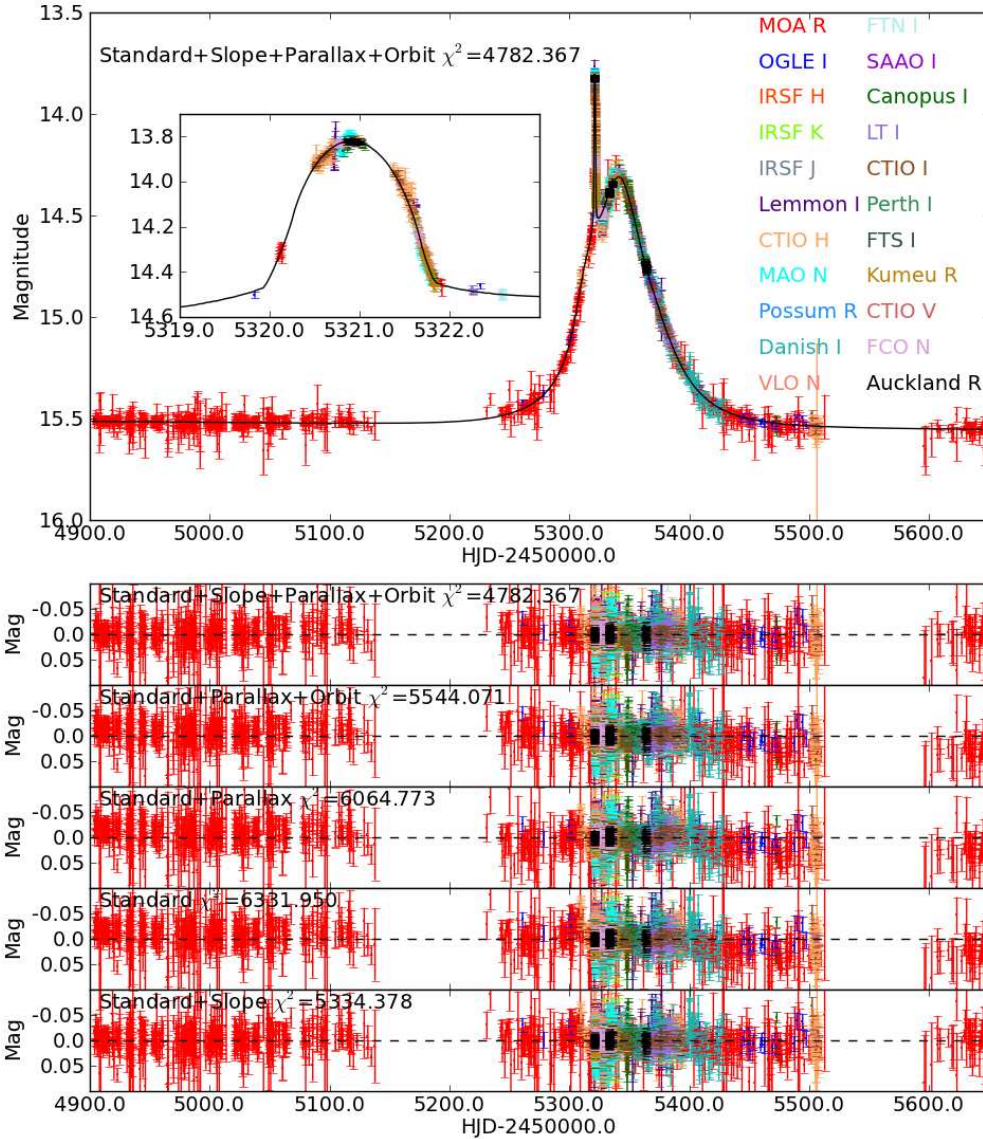 13.5
14.0
14.5
15.0
15.5
16.0
Magnitude
Standard+Slope+Parallax+Orbit χ²=4782.367
13.8
14.0
14.2
14.4
14.6
5319.0 5320.0 5321.0 5322.0
MOA R FTN I
OGLE I SAAO I
IRSF H Canopus I
IRSF K LT I
IRSF J CTIO I
Lemmon I Perth I
CTIO H FTS I
MAO N Kumeu R
Possum R CTIO V
Danish I FCO N
VLO N Auckland R
4900.0 5000.0 5100.0 5200.0 5300.0 5400.0 5500.0 5600.0
HJD-2450000.0
Standard+Slope+Parallax+Orbit χ²=4782.367
-0.05
0.0
0.05
Mag
Standard+Parallax+Orbit χ²=5544.071
-0.05
0.0
0.05
Mag
Standard+Parallax χ²=6064.773
-0.05
0.0
0.05
Mag
Standard χ²=6331.950
-0.05
0.0
0.05
Mag
Standard+Slope χ²=5334.378
-0.05
0.0
0.05
Mag
4900.0 5000.0 5100.0 5200.0 5300.0 5400.0 5500.0 5600.0
HJD-2450000.0